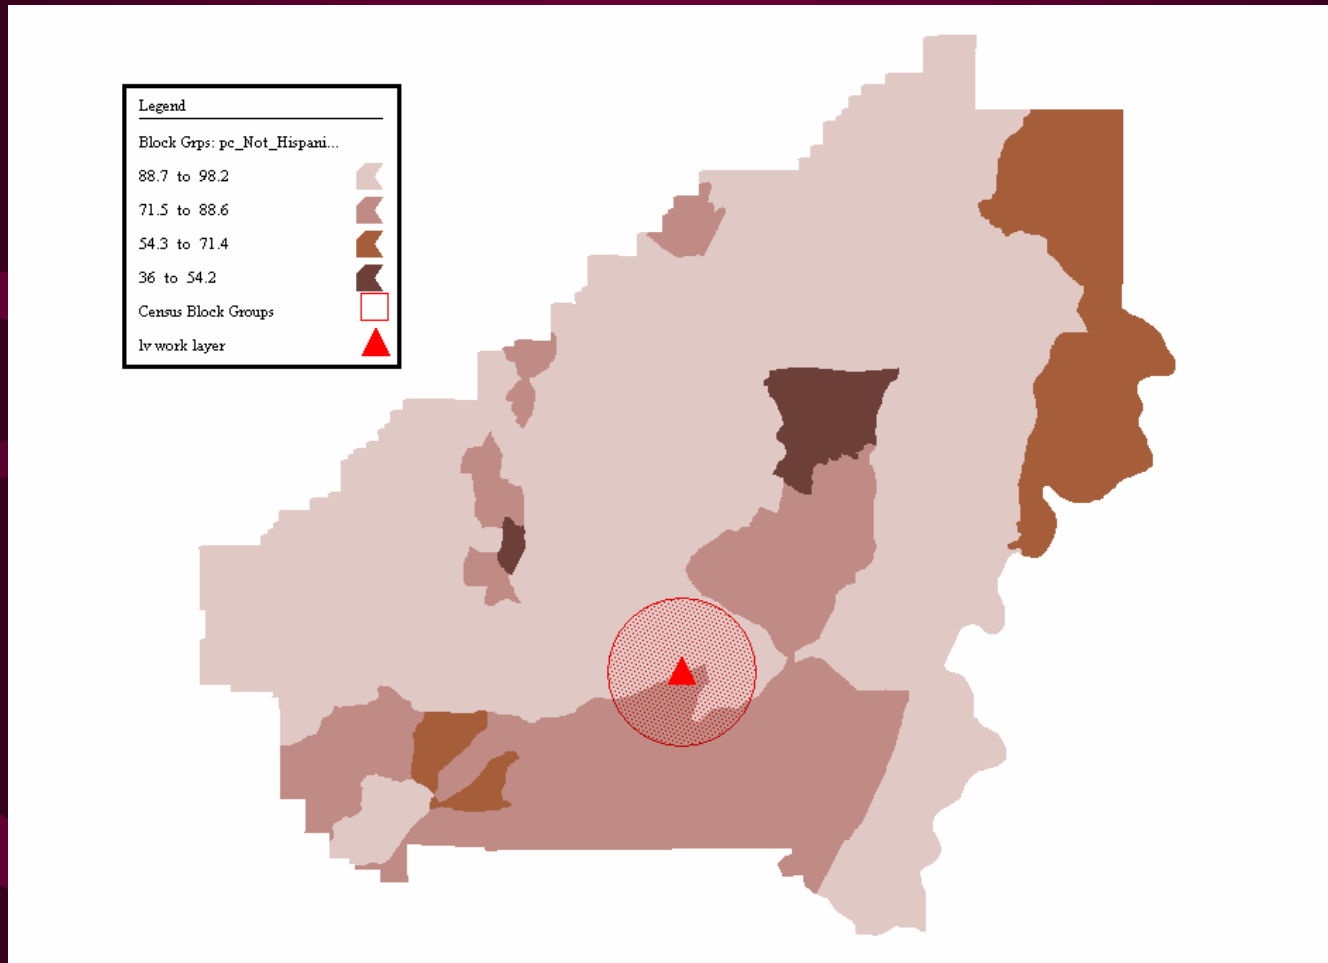 Legend
Block Grps: pc_Not_Hispani...
88.7 to 98.2
71.5 to 88.6
54.3 to 71.4
36 to 54.2
Census Block Groups
lv work layer